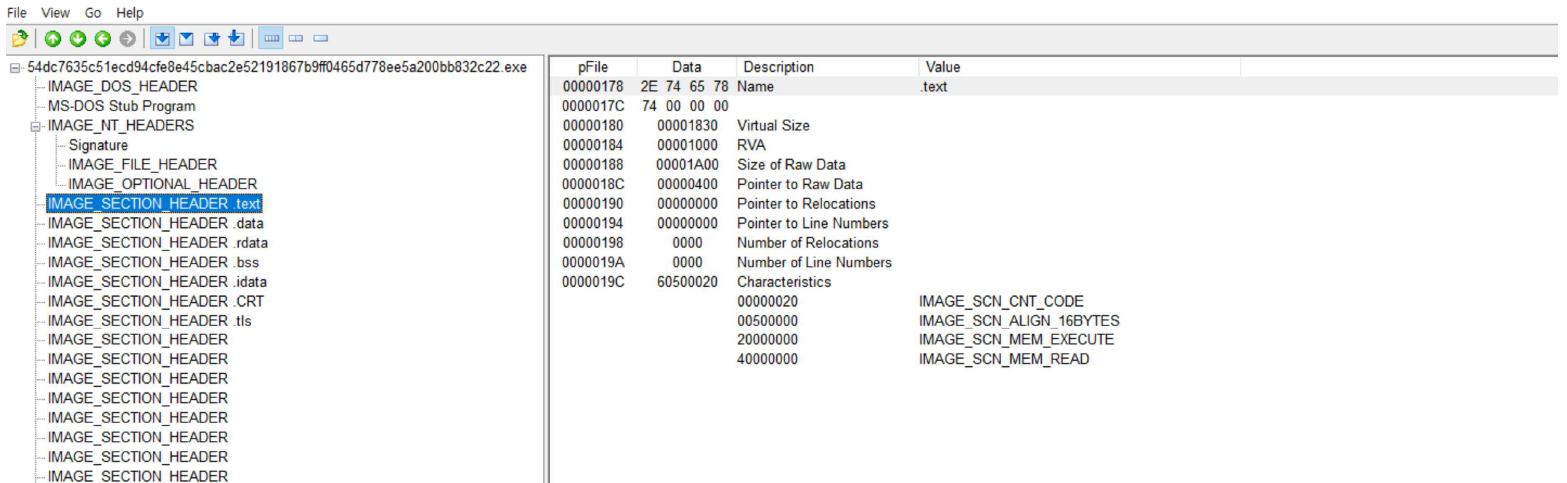 File View Go Help
54dc7635c51ecd94cfe8e45cbac2e52191867b9ff0465d778ee5a200bb832c22.exe
IMAGE_DOS_HEADER
MS-DOS Stub Program
IMAGE_NT_HEADERS
Signature
IMAGE_FILE_HEADER
IMAGE_OPTIONAL_HEADER
IMAGE_SECTION_HEADER .text
IMAGE_SECTION_HEADER .data
IMAGE_SECTION_HEADER .rdata
IMAGE_SECTION_HEADER .bss
IMAGE_SECTION_HEADER .idata
IMAGE_SECTION_HEADER .CRT
IMAGE_SECTION_HEADER .tls
IMAGE_SECTION_HEADER
IMAGE_SECTION_HEADER
IMAGE_SECTION_HEADER
IMAGE_SECTION_HEADER
IMAGE_SECTION_HEADER
IMAGE_SECTION_HEADER
IMAGE_SECTION_HEADER
IMAGE_SECTION_HEADER
pFile Data Description Value
00000178 2E 74 65 78 Name .text
0000017C 74 00 00 00
00000180 00001830 Virtual Size
00000184 00001000 RVA
00000188 00001A00 Size of Raw Data
0000018C 00000400 Pointer to Raw Data
00000190 00000000 Pointer to Relocations
00000194 00000000 Pointer to Line Numbers
00000198 0000 Number of Relocations
0000019A 0000 Number of Line Numbers
0000019C 60500020 Characteristics
00000020 IMAGE_SCN_CNT_CODE
00500000 IMAGE_SCN_ALIGN_16BYTES
20000000 IMAGE_SCN_MEM_EXECUTE
40000000 IMAGE_SCN_MEM_READ